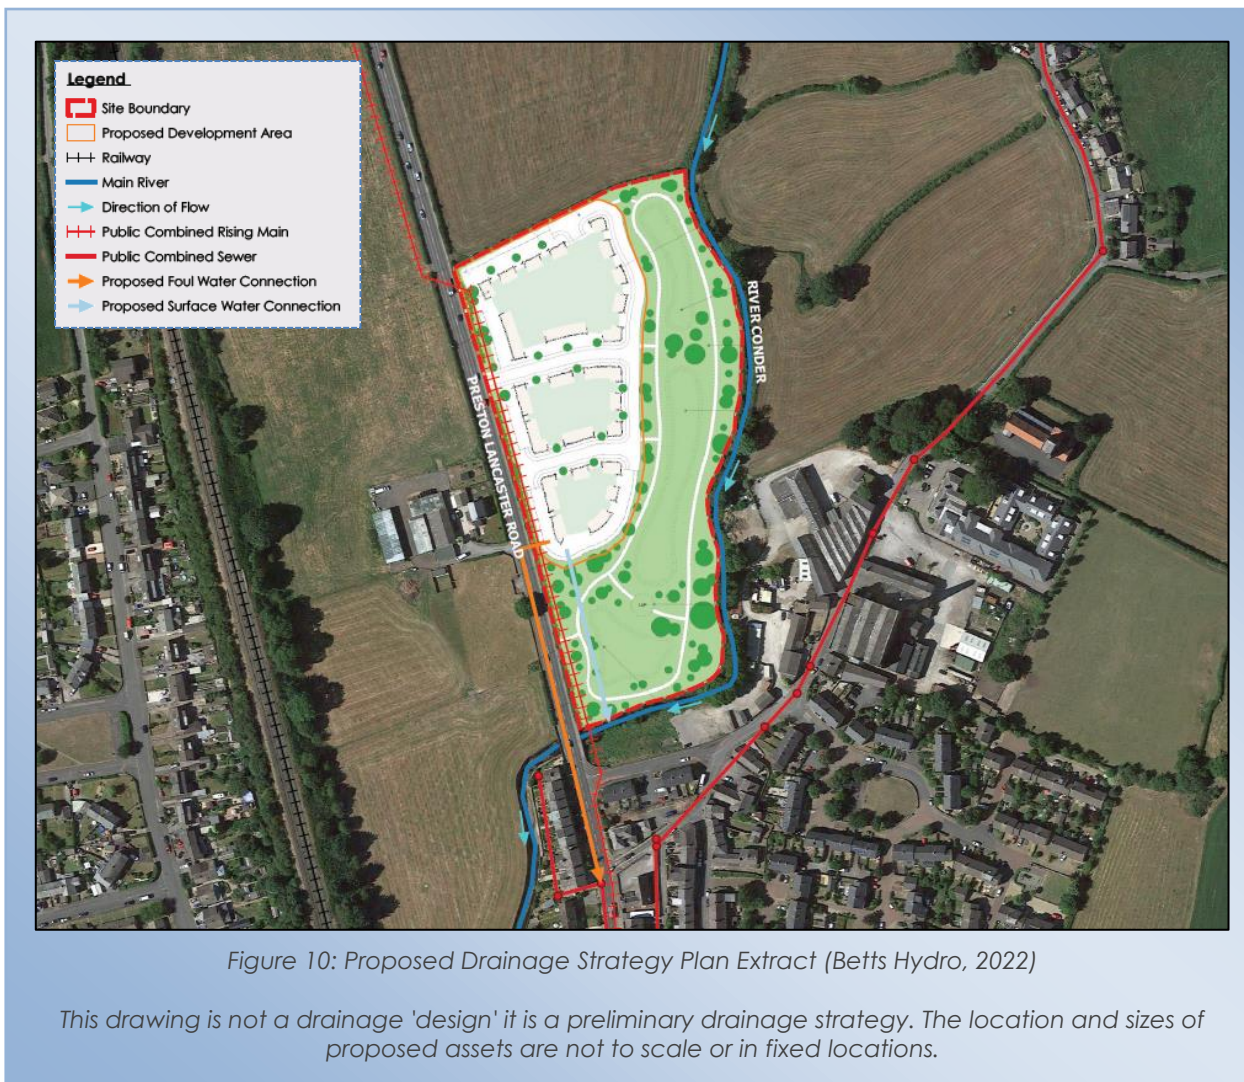 Legend
Site Boundary
Proposed Development Area
Railway
Main River
Direction of Flow
Public Combined Rising Main
Public Combined Sewer
Proposed Foul Water Connection
Proposed Surface Water Connection
PRESTON LANCASTER ROAD
RIVER CONDER
Figure 10: Proposed Drainage Strategy Plan Extract (Betts Hydro, 2022)
This drawing is not a drainage 'design' it is a preliminary drainage strategy. The location and sizes of
proposed assets are not to scale or in fixed locations.